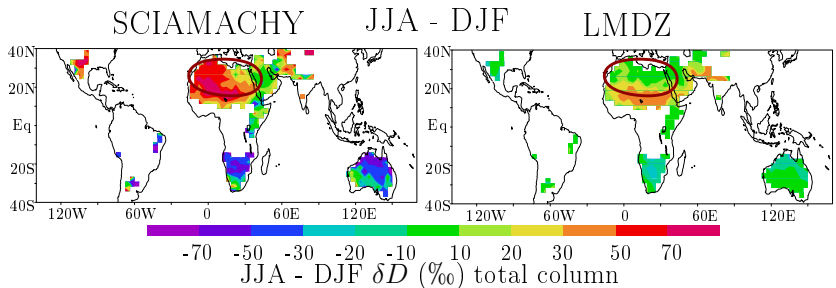 SCIAMACHY JJA - DJF LMDZ
40N 40N
20N 20N
Eq Eq
20S 20S
40S 40S
120W 60W 0 60E 120E 120W 60W 0 60E 120E
-70 -50 -30 -20 -10 10 20 30 50 70
JJA - DJF δD (‰) total column